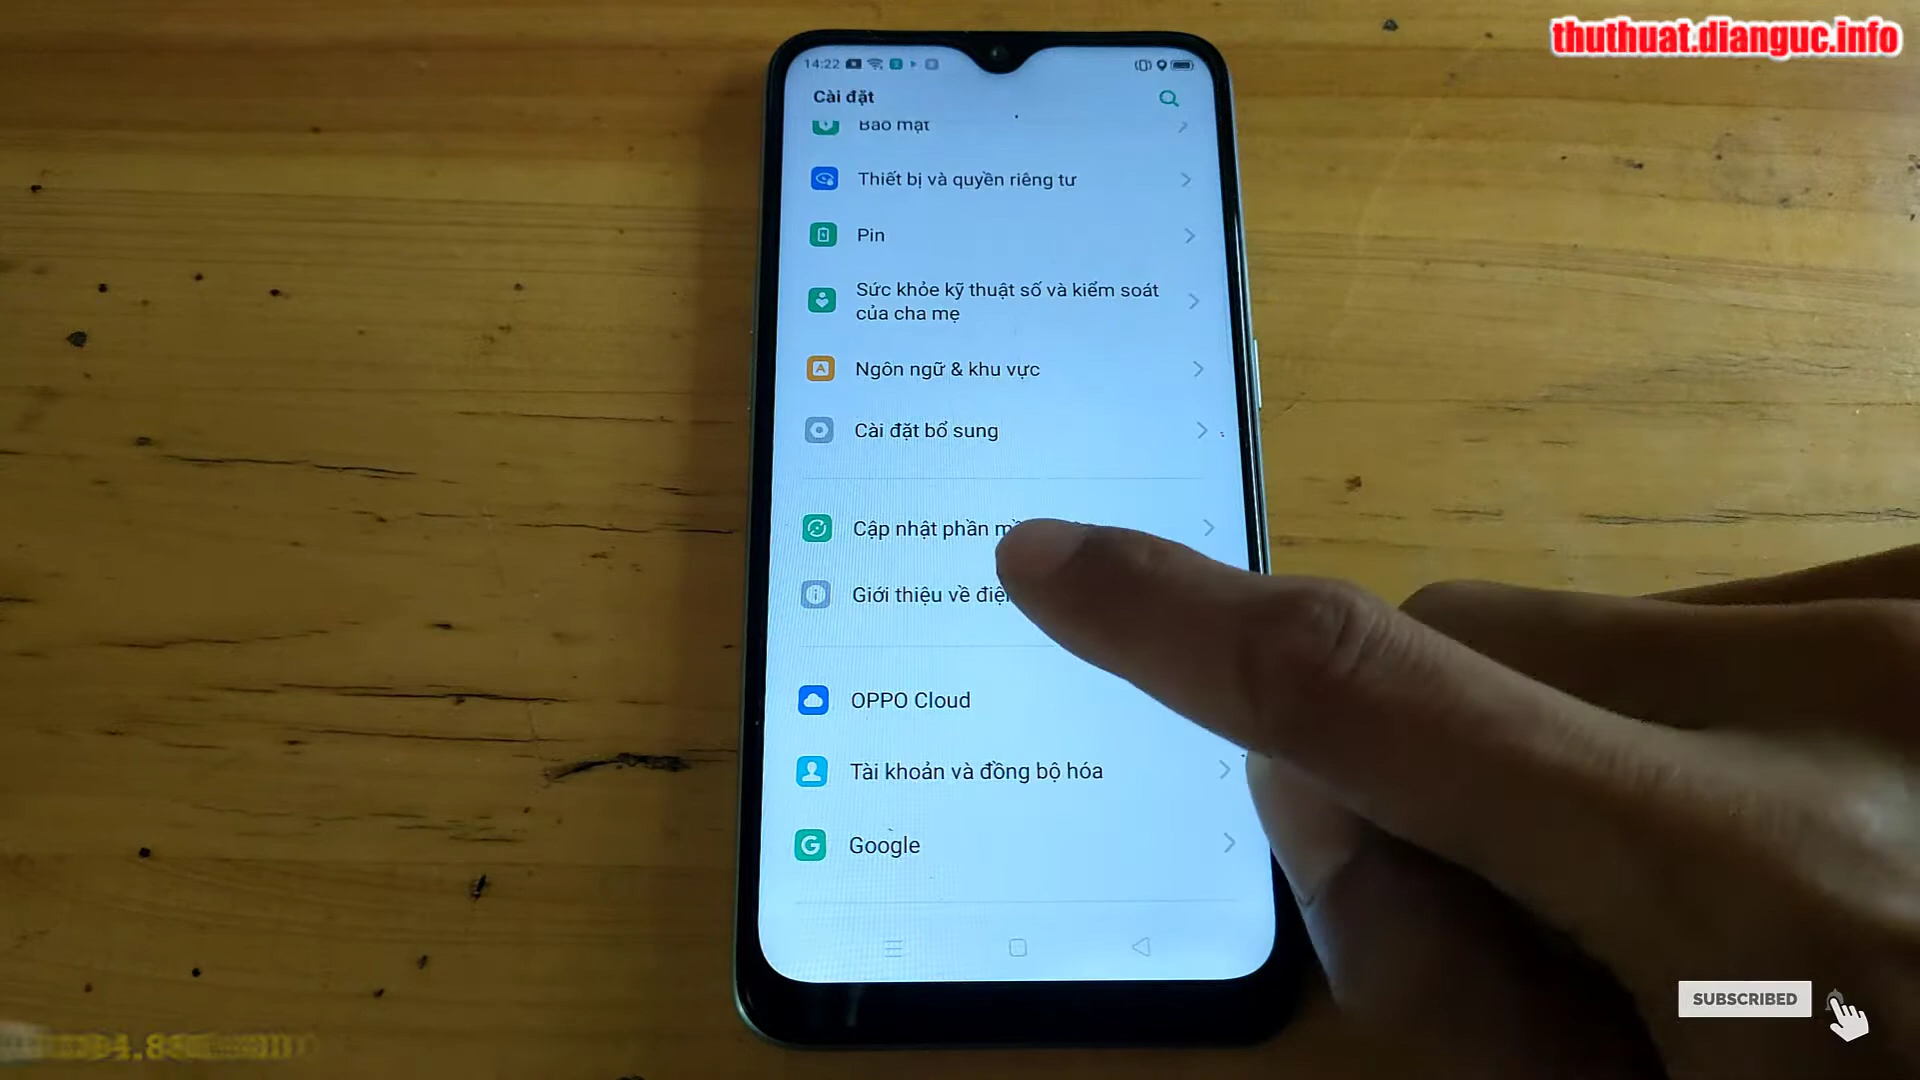 thuthuat.dianguc.info
14:22
Cài đặt
Bảo mật
Thiết bị và quyền riêng tư
Pin
Sức khỏe kỹ thuật số và kiểm soát
của cha mẹ
Ngôn ngữ & khu vực
Cài đặt bổ sung
Cập nhật phần
Giới thiệu về
OPPO Cloud
Tài khoản và đồng bộ hóa
Google
SUBSCRIBED